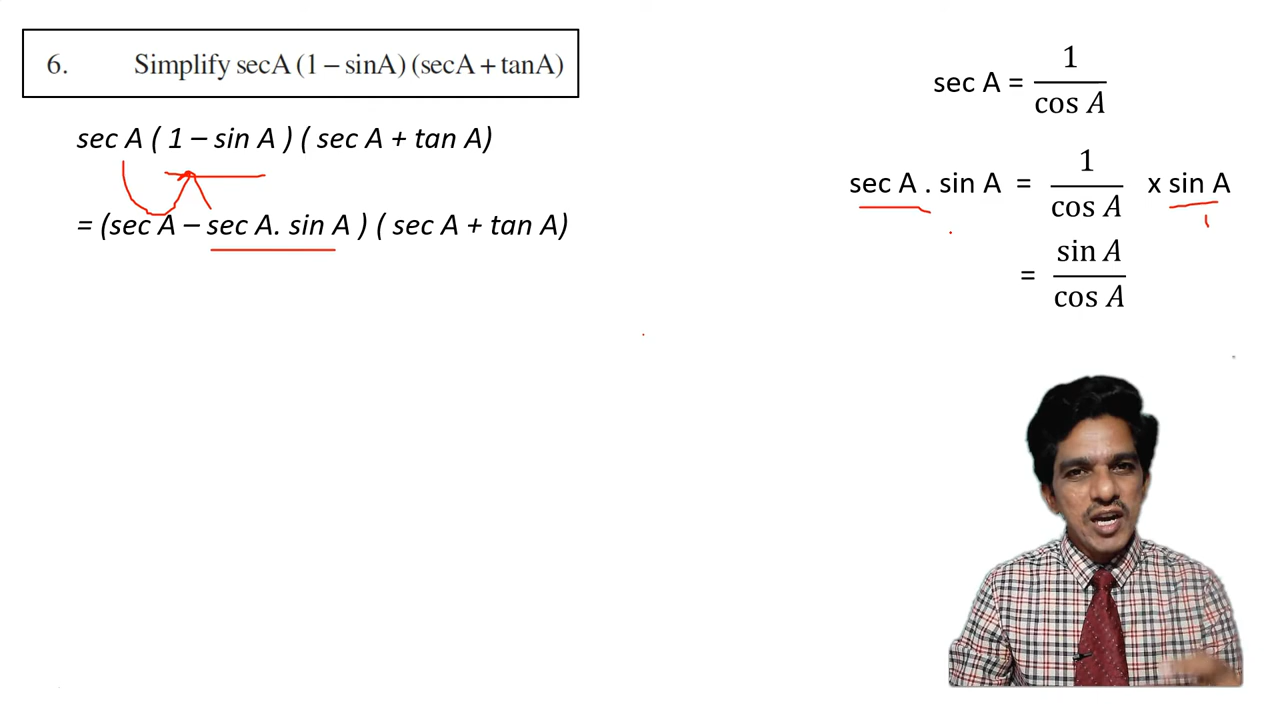 6. Simplify secA (1 – sinA) (secA + tanA)
sec A ( 1 – sin A ) ( sec A + tan A)
= (sec A – sec A. sin A ) ( sec A + tan A)
sec A = 1 / cos A
sec A . sin A = 1 / cos A x sin A
= sin A / cos A